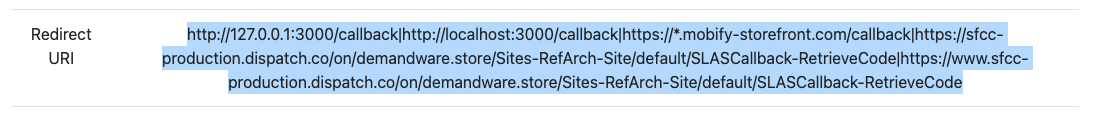 Redirect URI
http://127.0.0.1:3000/callback|http://localhost:3000/callback|https://*.mobify-storefront.com/callback|https://sfcc-
production.dispatch.co/on/demandware.store/Sites-RefArch-Site/default/SLASCallback-RetrieveCode|https://www.sfcc-
production.dispatch.co/on/demandware.store/Sites-RefArch-Site/default/SLASCallback-RetrieveCode